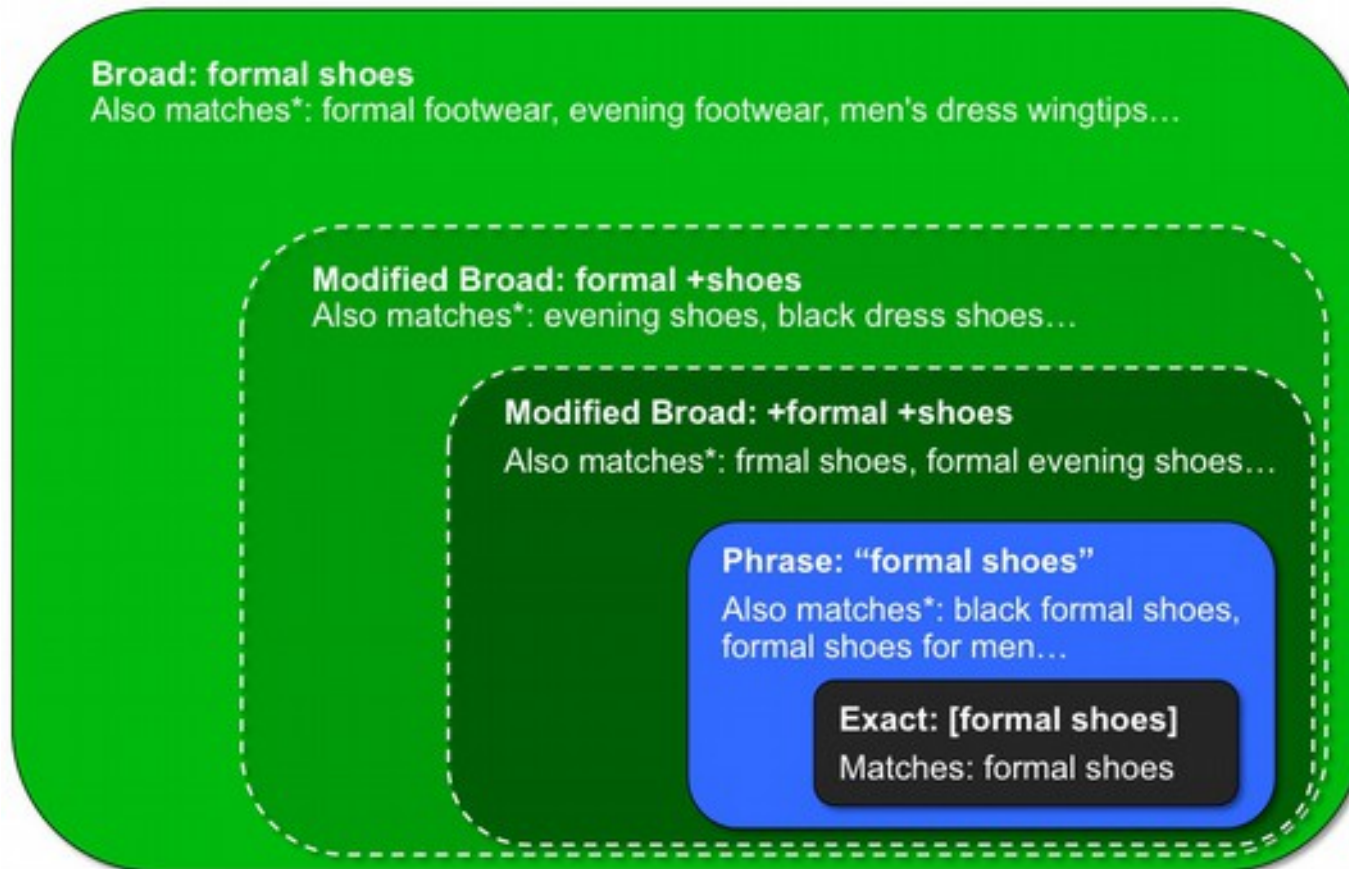 Broad: formal shoes
Also matches*: formal footwear, evening footwear, men's dress wingtips…
Modified Broad: formal +shoes
Also matches*: evening shoes, black dress shoes…
Modified Broad: +formal +shoes
Also matches*: frmal shoes, formal evening shoes…
Phrase: “formal shoes”
Also matches*: black formal shoes,
formal shoes for men…
Exact: [formal shoes]
Matches: formal shoes